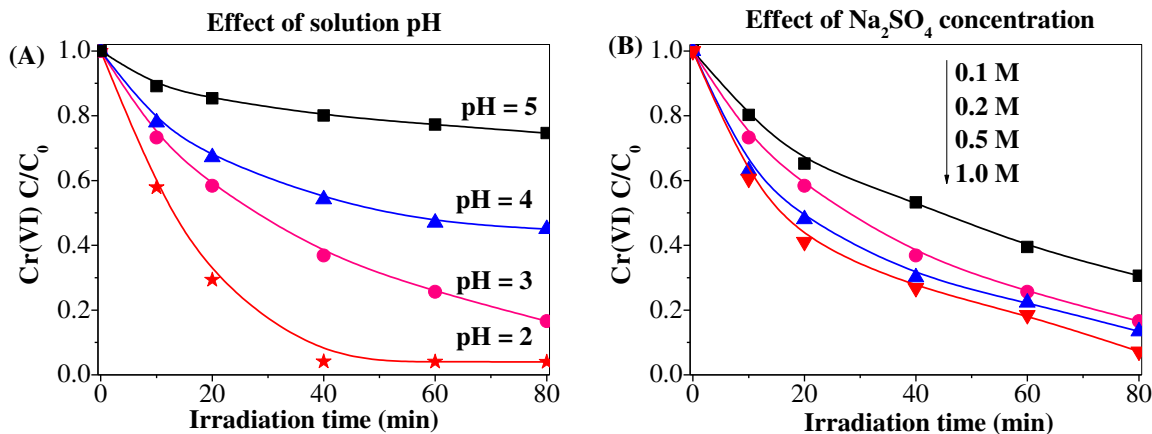 Effect of solution pH
(A)
1.0
0.8
0.6
0.4
0.2
0.0
Cr(VI) C/C0
pH = 5
pH = 4
pH = 3
pH = 2
0 20 40 60 80
Irradiation time (min)
Effect of Na2SO4 concentration
(B)
1.0
0.8
0.6
0.4
0.2
0.0
Cr(VI) C/C0
0.1 M
0.2 M
0.5 M
1.0 M
0 20 40 60 80
Irradiation time (min)